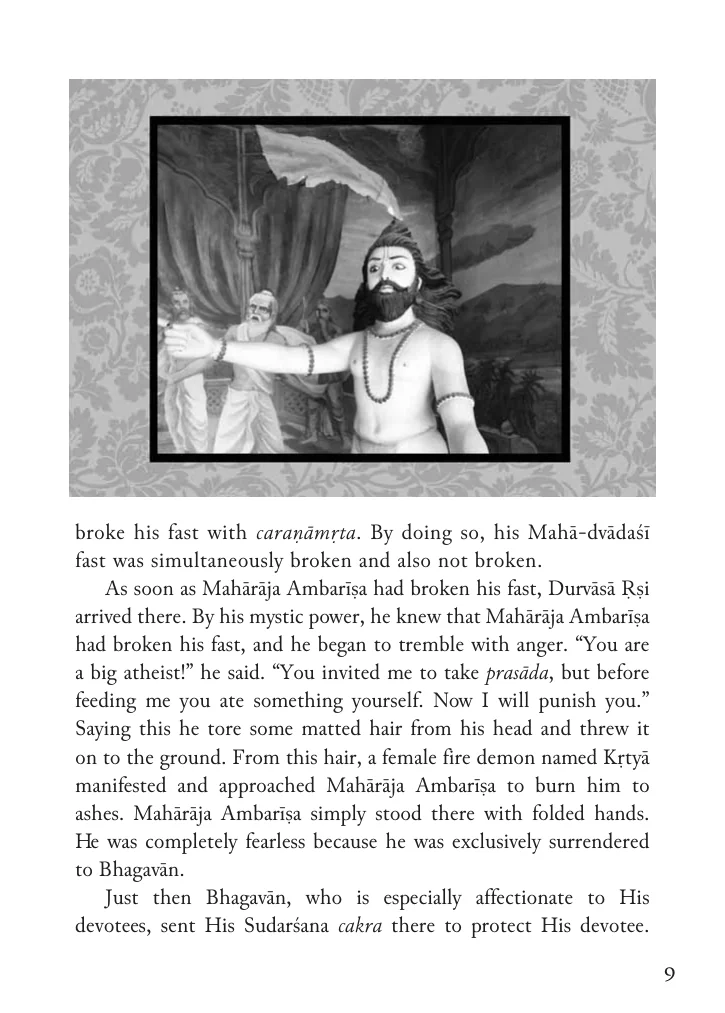 broke his fast with caraṇāmṛta. By doing so, his Mahā-dvādaśī
fast was simultaneously broken and also not broken.
As soon as Mahārāja Ambarīṣa had broken his fast, Durvāsā Ṛṣi
arrived there. By his mystic power, he knew that Mahārāja Ambarīṣa
had broken his fast, and he began to tremble with anger. “You are
a big atheist!” he said. “You invited me to take prasāda, but before
feeding me you ate something yourself. Now I will punish you.”
Saying this he tore some matted hair from his head and threw it
on to the ground. From this hair, a female fire demon named Kṛtyā
manifested and approached Mahārāja Ambarīṣa to burn him to
ashes. Mahārāja Ambarīṣa simply stood there with folded hands.
He was completely fearless because he was exclusively surrendered
to Bhagavān.
Just then Bhagavān, who is especially affectionate to His
devotees, sent His Sudarśana cakra there to protect His devotee.
9